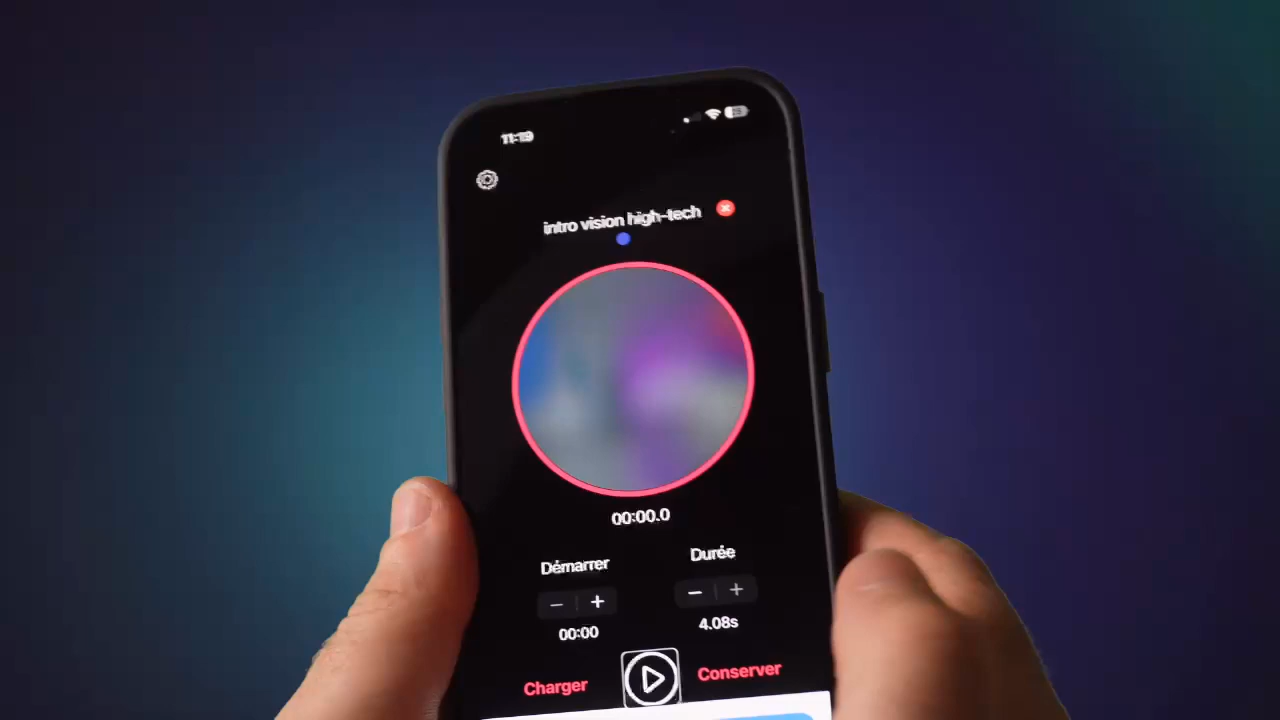 11:19
intro vision high-tech
00:00.0
Démarrer
Durée
− +
− +
00:00
4.08s
Charger
Conserver